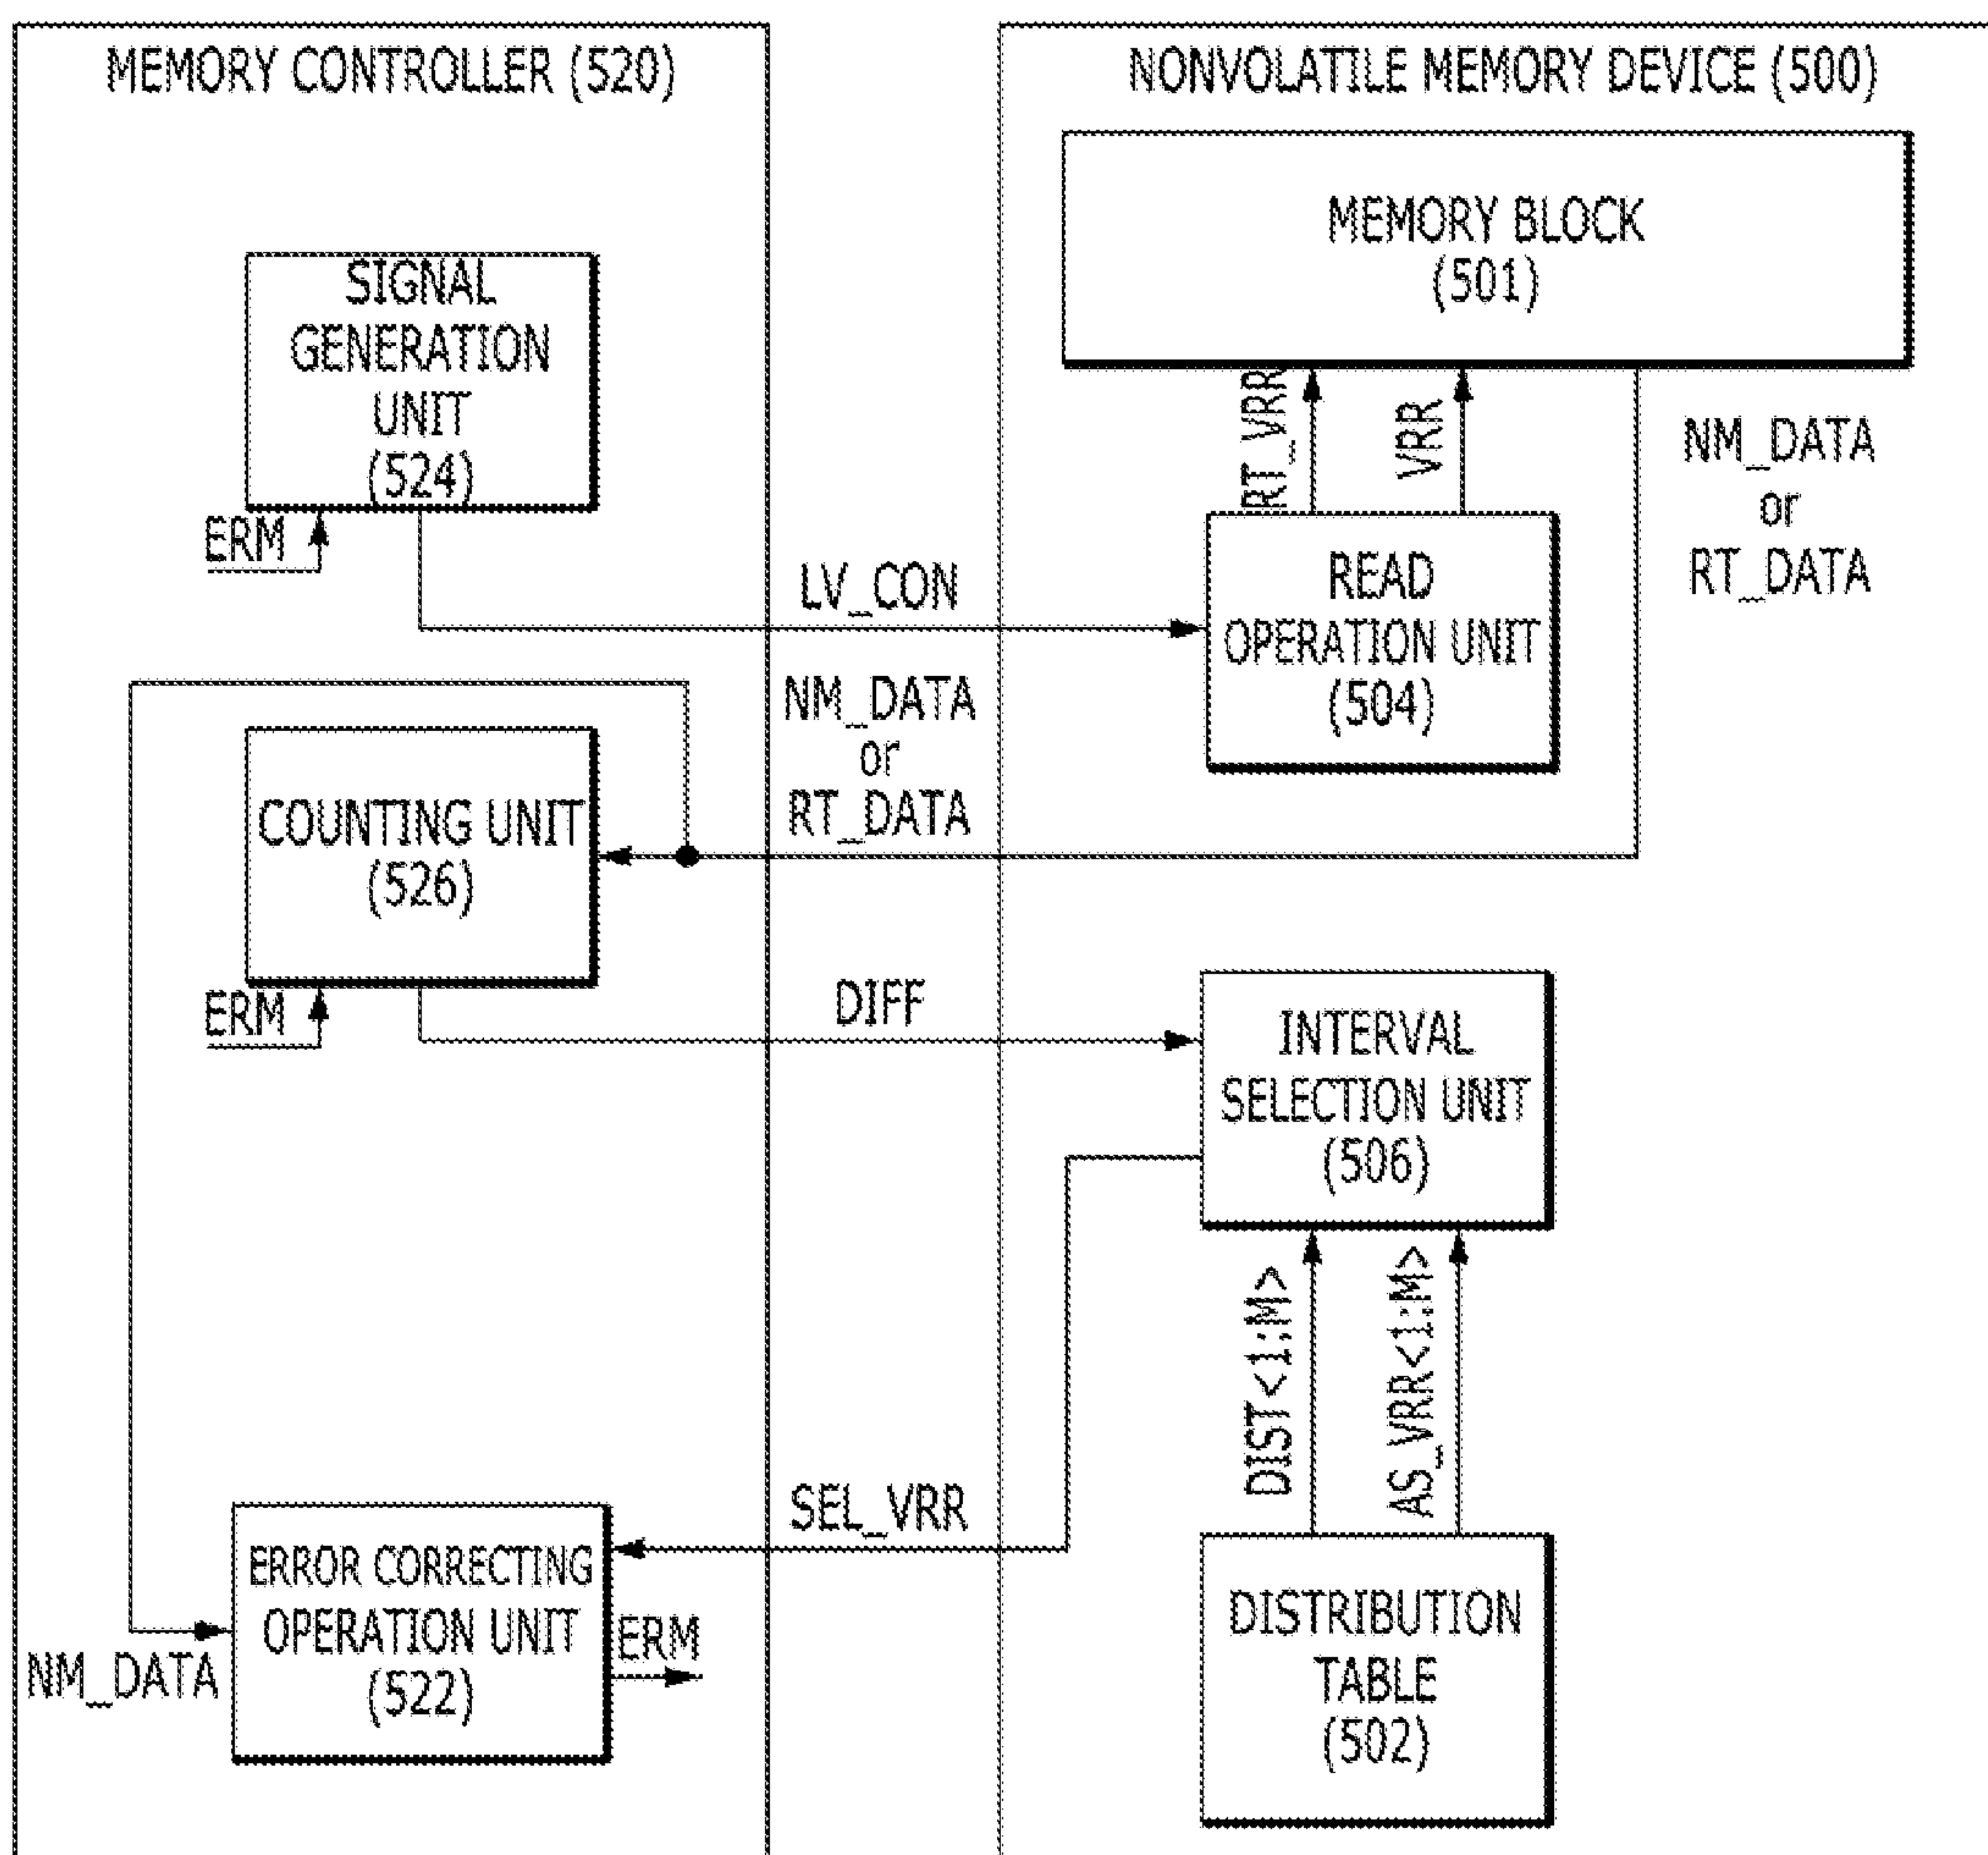 MEMORY CONTROLLER (520)
NONVOLATILE MEMORY DEVICE (500)
MEMORY BLOCK
(501)
SIGNAL
GENERATION
UNIT
(524)
ERM
RT_VRR
VRR
NM_DATA
or
RT_DATA
LV_CON
READ
OPERATION UNIT
(504)
NM_DATA
or
RT_DATA
COUNTING UNIT
(526)
ERM
DIFF
INTERVAL
SELECTION UNIT
(506)
DIST<1:M>
AS_VRR<1:M>
SEL_VRR
ERROR CORRECTING
OPERATION UNIT
(522)
ERM
NM_DATA
DISTRIBUTION
TABLE
(502)